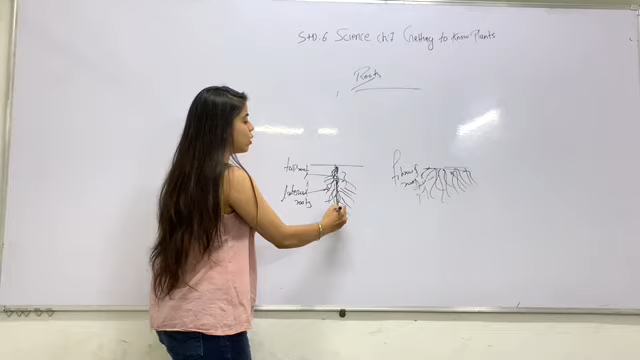 STD:6 Science ch:7 Getting to Know Plants
Roots
taproot
lateral
roots
fibrous
roots